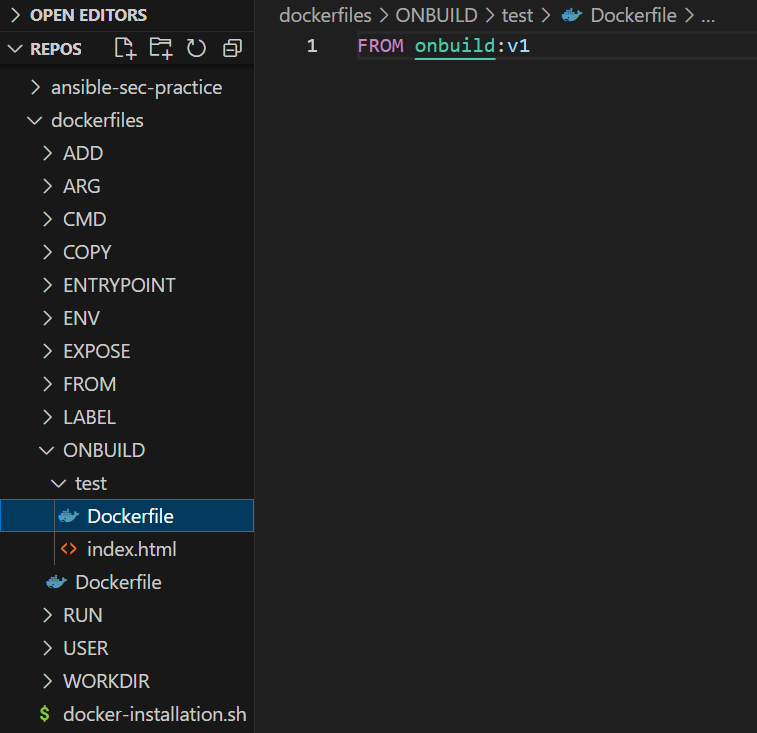 OPEN EDITORS
REPOS
ansible-sec-practice
dockerfiles
ADD
ARG
CMD
COPY
ENTRYPOINT
ENV
EXPOSE
FROM
LABEL
ONBUILD
test
Dockerfile
index.html
Dockerfile
RUN
USER
WORKDIR
$ docker-installation.sh
dockerfiles > ONBUILD > test > Dockerfile > ...
1 FROM onbuild:v1